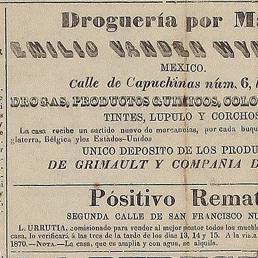 Droguería por Ma
EMILIO VANDEN WYN
MEXICO.
Calle de Capuchinas núm. 6,
DROGAS, PRODUCTOS QUIMICOS, COLO
TINTES, LUPULO Y CORCHOS
La casa recibe un surtido nuevo de mercancías, por cada buqu
glaterra, Bélgica y los Estados-Unidos
UNICO DEPOSITO DE LOS PRODU
DE GRIMAULT Y COMPAÑIA D
Pósitivo Remat
SEGUNDA CALLE DE SAN FRANCISCO NU
L. URRUTIA, comisionado para vender al mejor postor todos los mueble
casa, lo verificará á las tres de la tarde de los dias 13, 14 y 15. A la
1870.—NOTA.—La casa, que es amplia y con agua, se alquila.